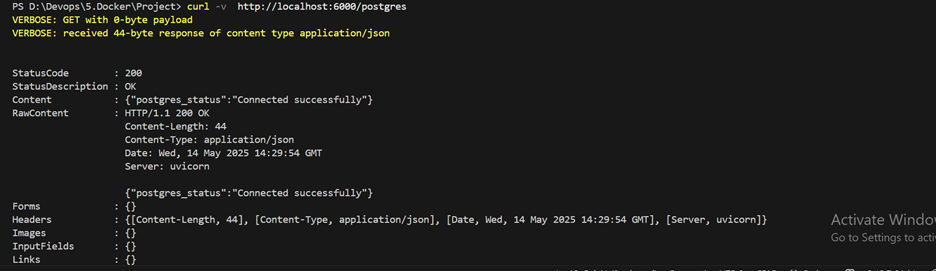 PS D:\Devops\5.Docker\Project> curl -v  http://localhost:6000/postgres
VERBOSE: GET with 0-byte payload
VERBOSE: received 44-byte response of content type application/json
StatusCode        : 200
StatusDescription : OK
Content           : {"postgres_status":"Connected successfully"}
RawContent        : HTTP/1.1 200 OK
                    Content-Length: 44
                    Content-Type: application/json
                    Date: Wed, 14 May 2025 14:29:54 GMT
                    Server: uvicorn
                    {"postgres_status":"Connected successfully"}
Forms             : {}
Headers           : {[Content-Length, 44], [Content-Type, application/json], [Date, Wed, 14 May 2025 14:29:54 GMT], [Server, uvicorn]}
Images            : {}
InputFields       : {}
Links             : {}
Activate Window
Go to Settings to acti